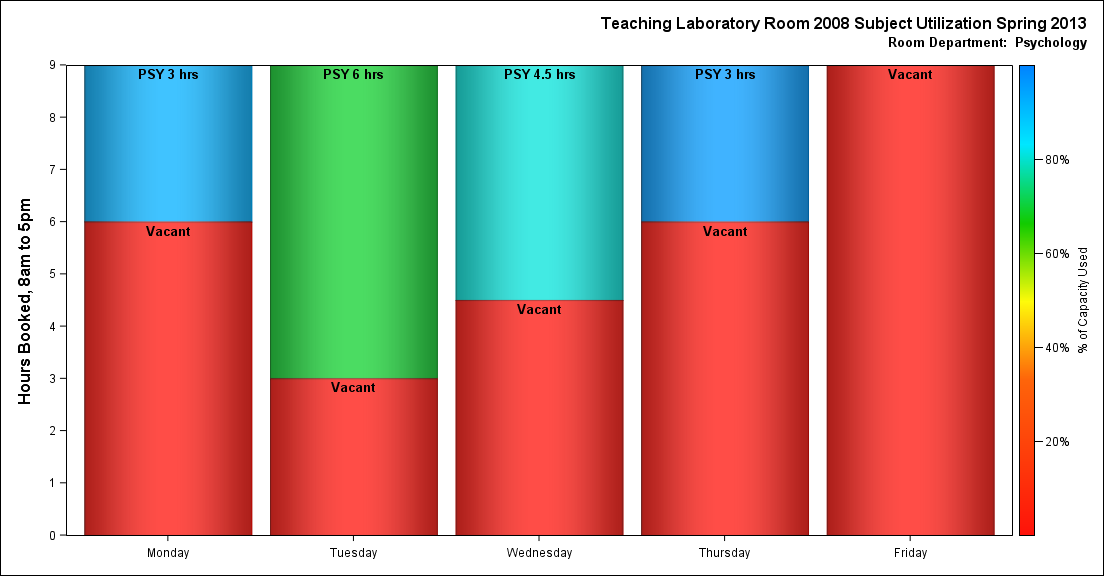 Teaching Laboratory Room 2008 Subject Utilization Spring 2013
Room Department:  Psychology
Hours Booked, 8am to 5pm
9
8
7
6
5
4
3
2
1
0
PSY 3 hrs
Vacant
PSY 6 hrs
Vacant
PSY 4.5 hrs
Vacant
PSY 3 hrs
Vacant
Vacant
Monday
Tuesday
Wednesday
Thursday
Friday
80%
60%
40%
20%
% of Capacity Used